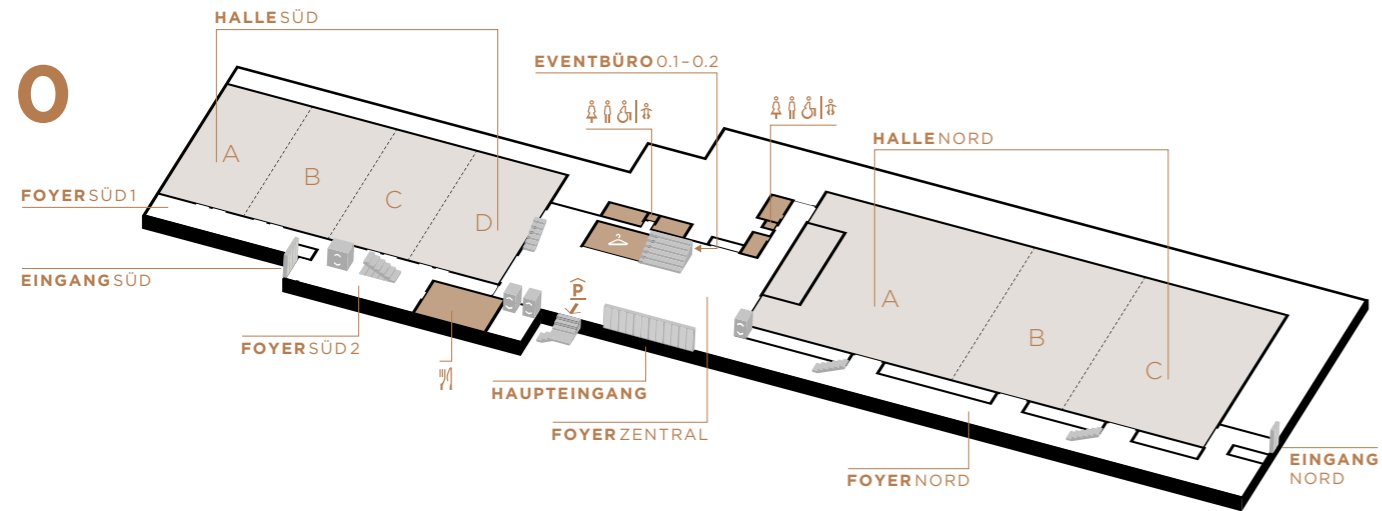 HALLE SÜD
0
EVENTBÜRO 0.1–0.2
HALLE NORD
A
B
C
D
FOYER SÜD 1
EINGANG SÜD
P
A
B
C
FOYER SÜD 2
HAUPTEINGANG
FOYER ZENTRAL
FOYER NORD
EINGANG
NORD